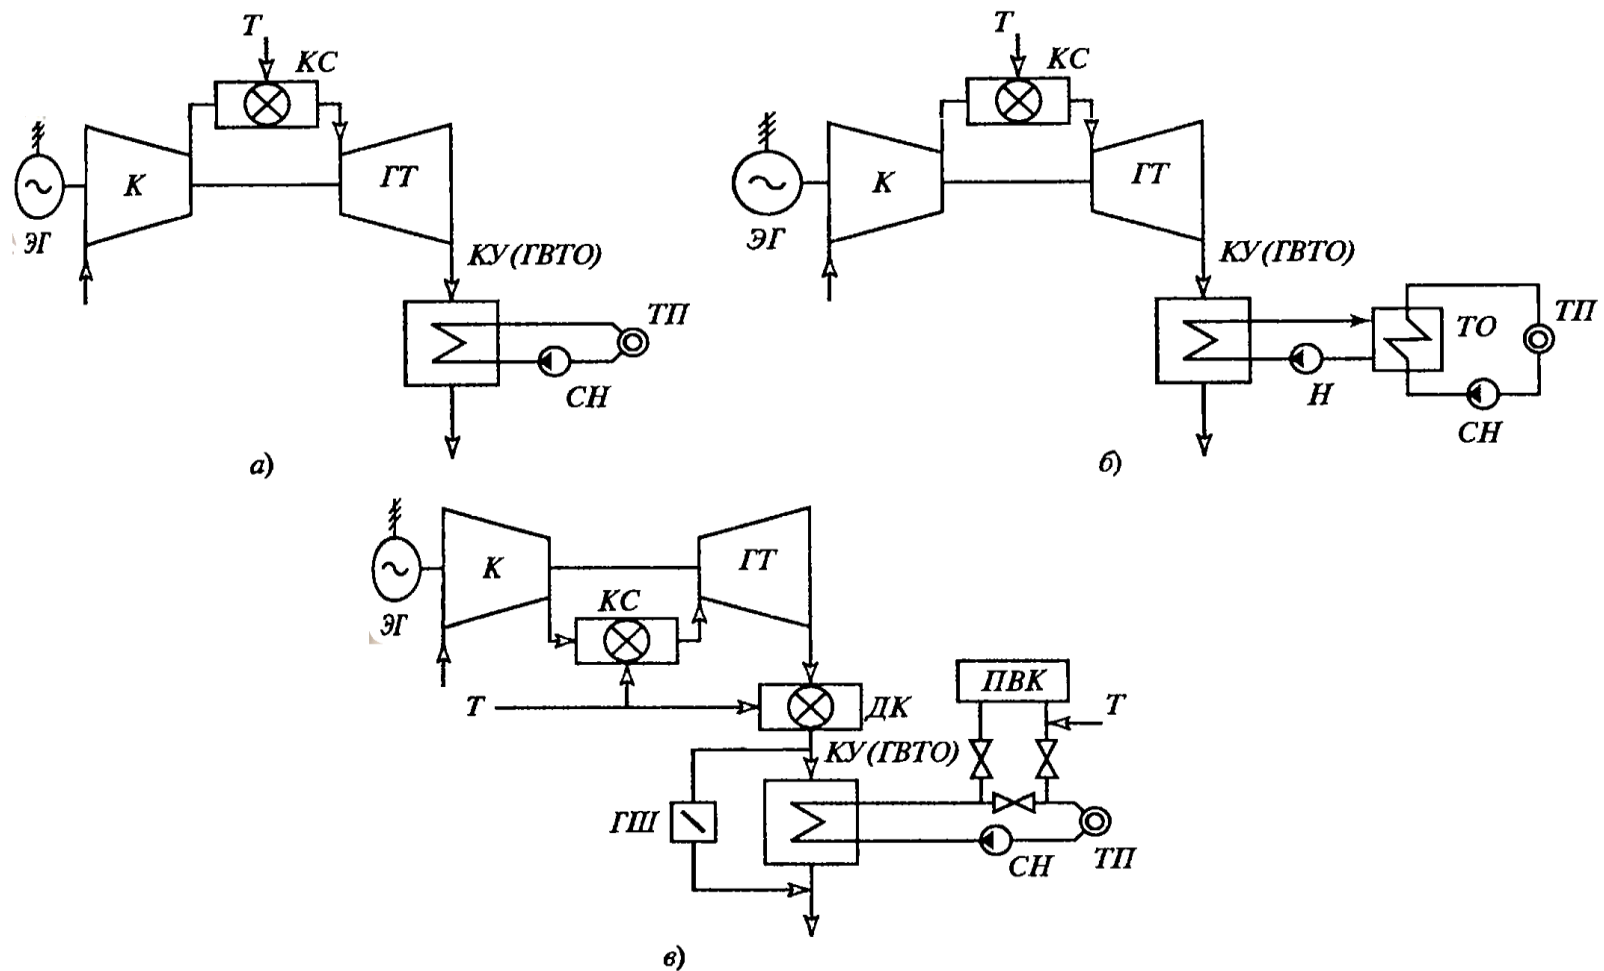 Т
КС
К
ГТ
ЭГ
КУ(ГВТО)
ТП
СН
а)
Т
КС
К
ГТ
ЭГ
КУ(ГВТО)
ТО
ТП
Н
СН
б)
К
ГТ
КС
ЭГ
Т
ДК
ПВК
Т
КУ(ГВТО)
ГШ
СН
ТП
в)